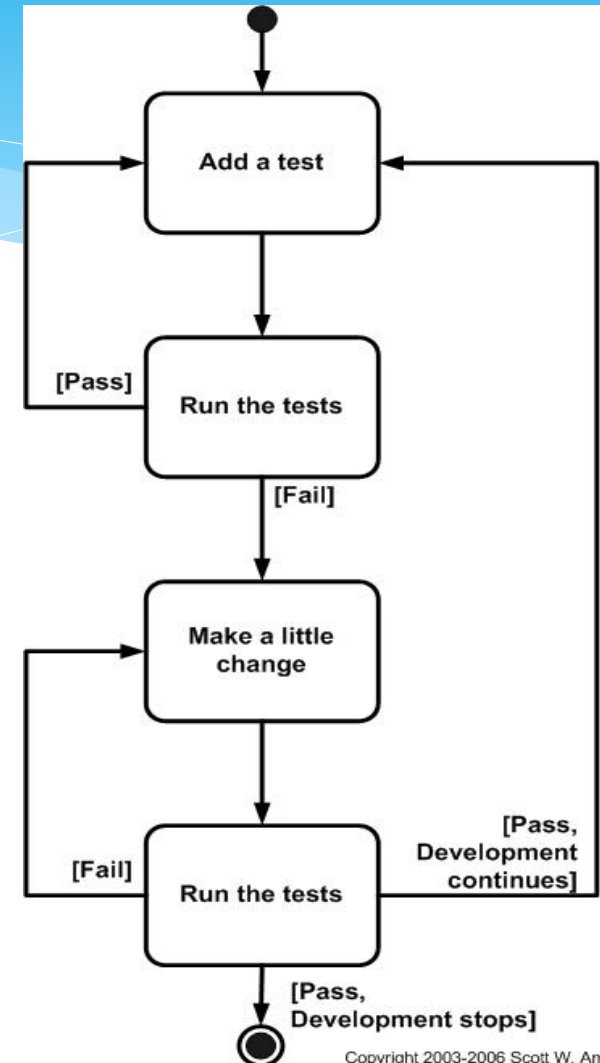 Add a test
[Pass]
Run the tests
[Fail]
Make a little
change
[Pass,
Development
continues]
[Fail]
Run the tests
[Pass,
Development stops]
Copyright 2003-2006 Scott W.